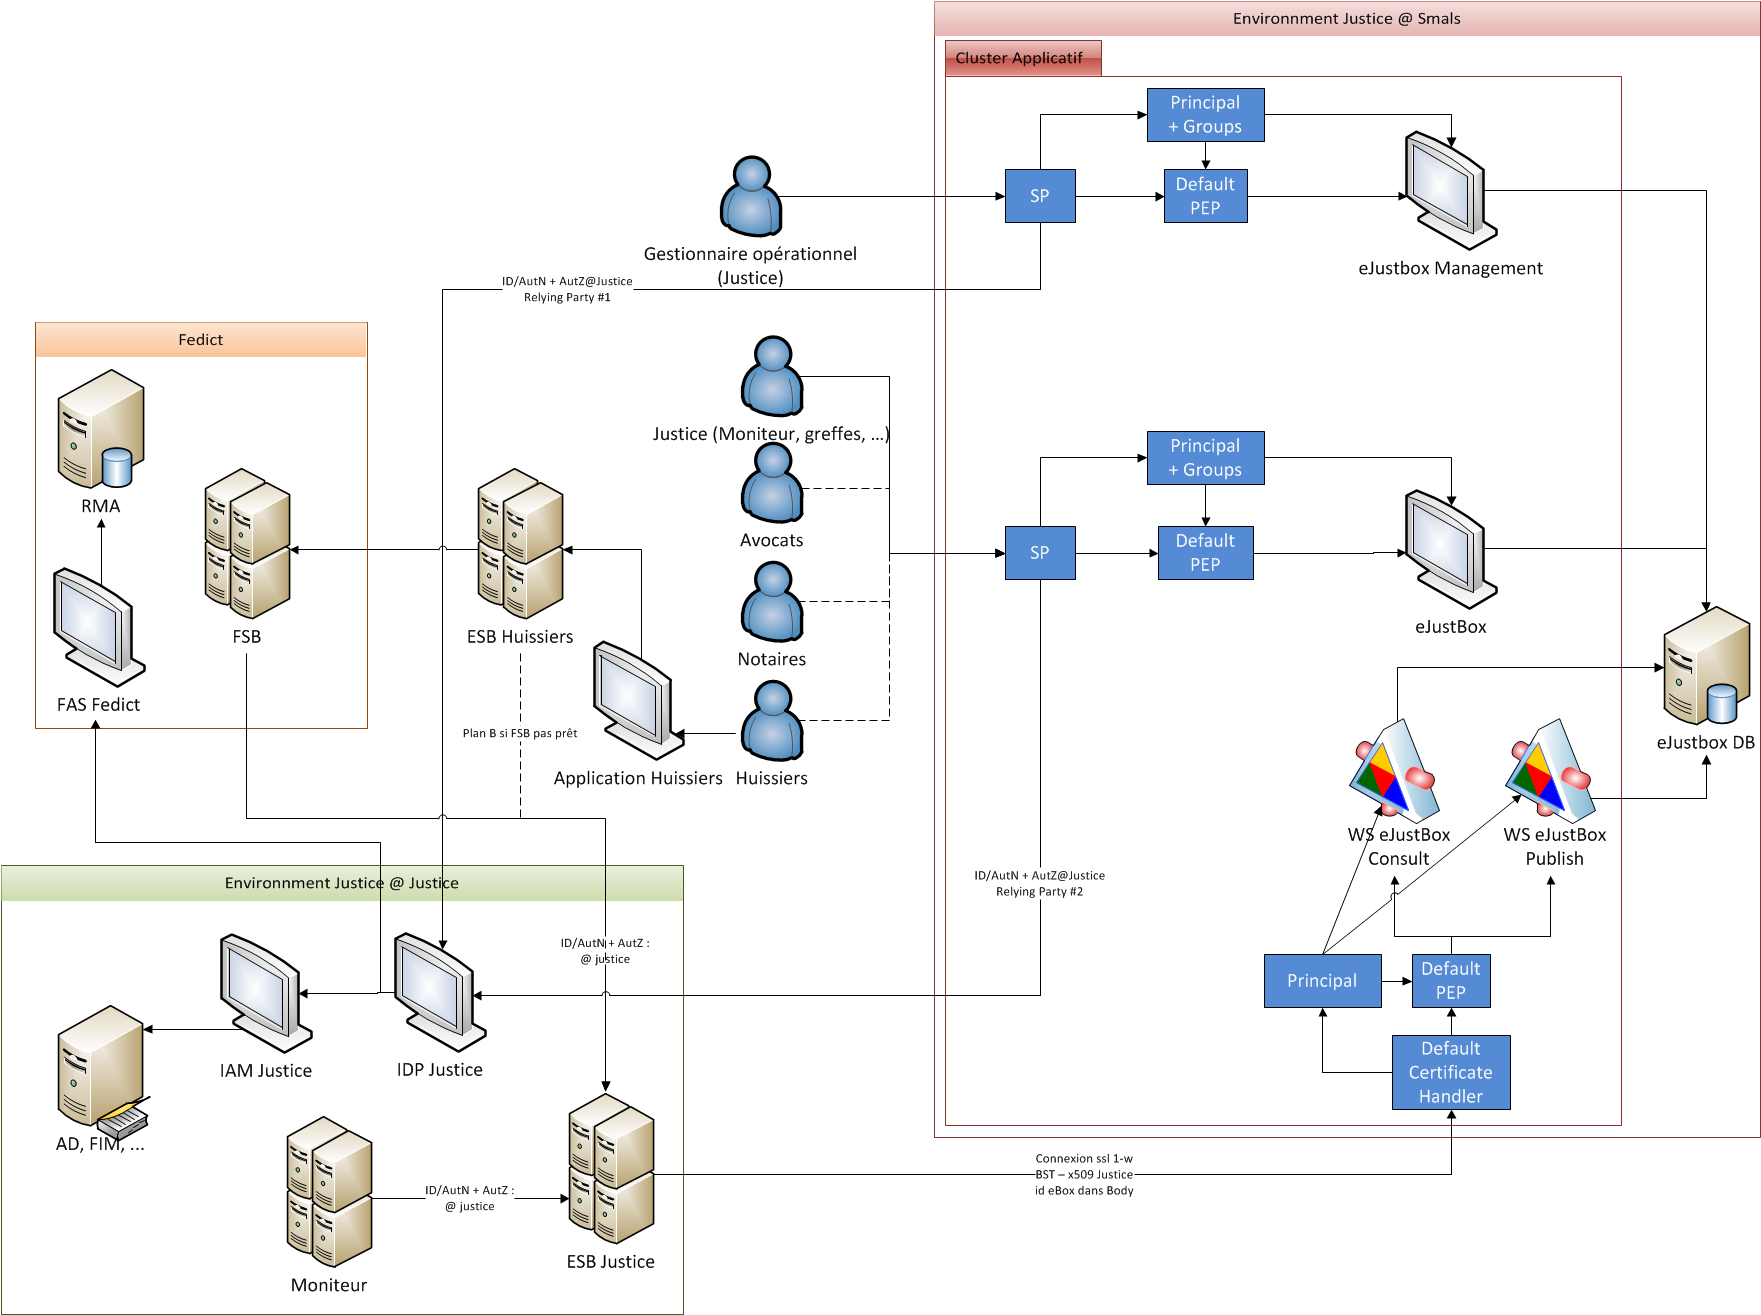 Environnment Justice @ Smals
Cluster Applicatif
Principal
+ Groups
SP
Default
PEP
Gestionnaire opérationnel
(Justice)
eJustbox Management
ID/AutN + AutZ@Justice
Relying Party #1
Fedict
RMA
FSB
FAS Fedict
Justice (Moniteur, greffes, ...)
Avocats
Notaires
Huissiers
ESB Huissiers
Application Huissiers
Plan B si FSB pas prêt
Principal
+ Groups
SP
Default
PEP
eJustBox
eJustbox DB
WS eJustBox
Consult
WS eJustBox
Publish
ID/AutN + AutZ@Justice
Relying Party #2
Principal
Default
PEP
Default
Certificate
Handler
Environnment Justice @ Justice
ID/AutN + AutZ :
@ justice
IAM Justice
IDP Justice
AD, FIM, ...
Moniteur
ID/AutN + AutZ :
@ justice
ESB Justice
Connexion ssl 1-w
BST – x509 Justice
id eBox dans Body